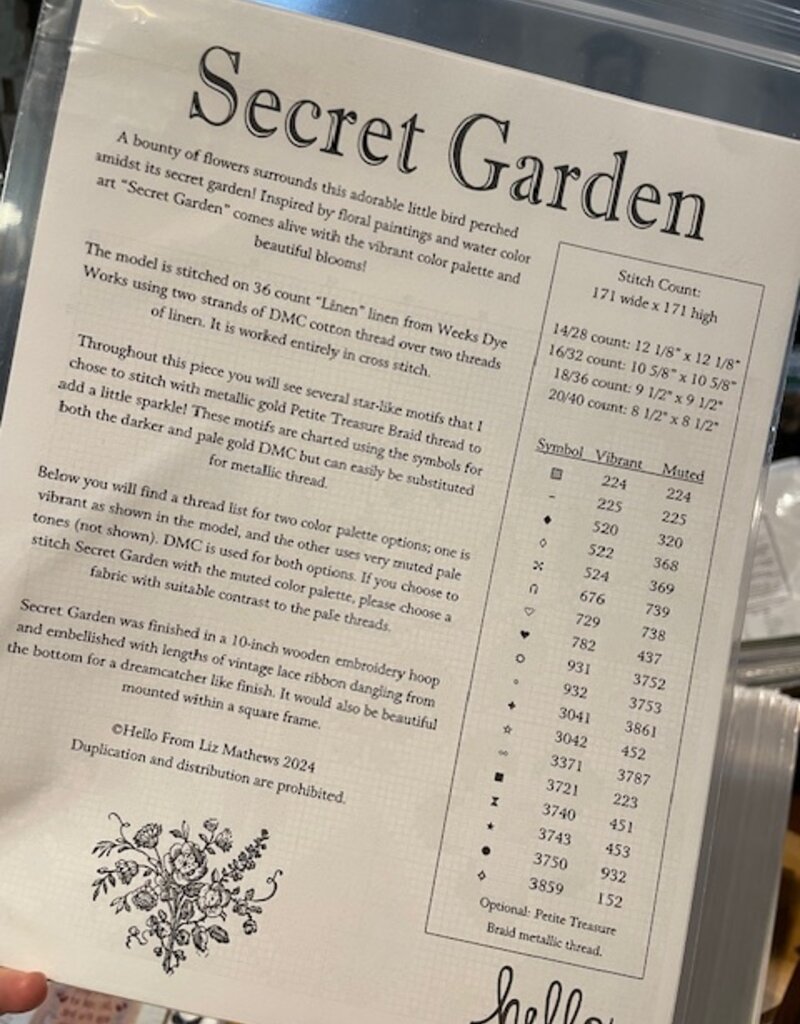 Secret Garden
A bounty of flowers surrounds this adorable little bird perched
amidst its secret garden! Inspired by floral paintings and water color
art "Secret Garden" comes alive with the vibrant color palette and
beautiful blooms!
The model is stitched on 36 count "Linen" linen from Weeks Dye
Works using two strands of DMC cotton thread over two threads
of linen. It is worked entirely in cross stitch.
Throughout this piece you will see several star-like motifs that I
chose to stitch with metallic gold Petite Treasure Braid thread to
add a little sparkle! These motifs are charted using the symbols for
both the darker and pale gold DMC but can easily be substituted
for metallic thread.
Below you will find a thread list for two color palette options; one is
vibrant as shown in the model, and the other uses very muted pale
tones (not shown). DMC is used for both options. If you choose to
stitch Secret Garden with the muted color palette, please choose a
fabric with suitable contrast to the pale threads.
Secret Garden was finished in a 10-inch wooden embroidery hoop
and embellished with lengths of vintage lace ribbon dangling from
the bottom for a dreamcatcher like finish. It would also be beautiful
mounted within a square frame.
©Hello From Liz Mathews 2024
Duplication and distribution are prohibited.
Stitch Count:
171 wide x 171 high
14/28 count: 12 1/8" x 12 1/8"
16/32 count: 10 5/8" x 10 5/8"
18/36 count: 9 1/2" x 9 1/2"
20/40 count: 8 1/2" x 8 1/2"
Symbol Vibrant Muted
224 224
225 225
520 320
522 368
524 369
676 739
729 738
782 437
931 3752
932 3753
3041 3861
3042 452
3371 3787
3721 223
3740 451
3743 453
3750 932
3859 152
Optional: Petite Treasure
Braid metallic thread.
hello